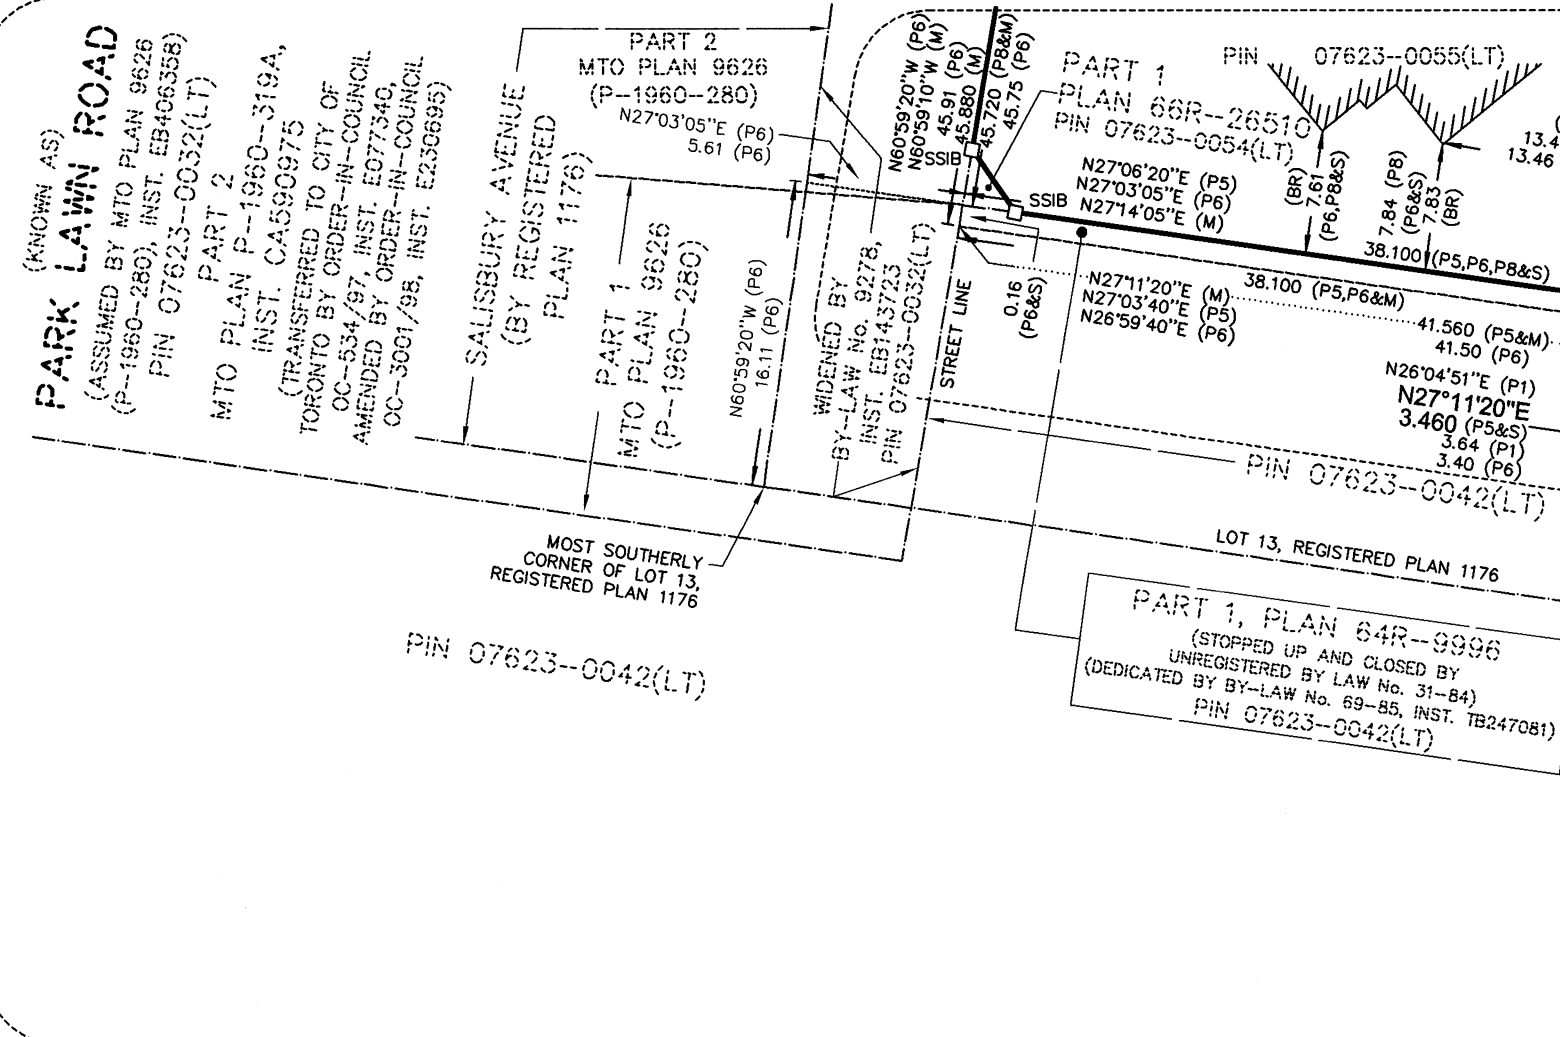 (KNOWN AS)
PARK LAWN ROAD
(ASSUMED BY MTO PLAN 9626
(P--1960--280), INST. EB406358)
PIN 07623--0032(LT)
PART 2
MTO PLAN P--1960--319A,
INST. CA590975
(TRANSFERRED TO CITY OF
TORONTO BY ORDER--IN--COUNCIL
OC--534/97, INST. E077340,
AMENDED BY ORDER--IN--COUNCIL
OC--3001/98, INST. E230695)
SALISBURY AVENUE
(BY REGISTERED
PLAN 1176)
PART 2
MTO PLAN 9626
(P--1960--280)
N27°03'05"E (P6)
5.61 (P6)
PART 1
MTO PLAN 9626
(P--1960--280)
N60°59'20"W (P6)
16.11 (P6)
WIDENED BY
BY--LAW No. 9278,
INST. EB143723
PIN 07623--0032(LT)
STREET LINE
N60°59'20"W (P6)
N60°59'10"W (M)
45.91 (P6)
45.880 (M)
45.720 (P8&M)
45.75 (P6)
SSIB
PART 1
PLAN 66R--26510
PIN 07623--0054(LT)
PIN 07623--0055(LT)
SSIB
N27°06'20"E (P5)
N27°03'05"E (P6)
N27°14'05"E (M)
(BR)
7.61
(P6,P8&S)
7.84 (P8)
(P6&S)
7.83
(BR)
13.4
13.46
38.100 (P5,P6,P8&S)
0.16
(P6&S)
N27°11'20"E (M)
N27°03'40"E (P5)
N26°59'40"E (P6)
38.100 (P5,P6&M)
41.560 (P5&M)
41.50 (P6)
N26°04'51"E (P1)
N27°11'20"E
3.460 (P5&S)
3.64 (P1)
3.40 (P6)
PIN 07623--0042(LT)
LOT 13, REGISTERED PLAN 1176
MOST SOUTHERLY
CORNER OF LOT 13,
REGISTERED PLAN 1176
PIN 07623--0042(LT)
PART 1, PLAN 64R--9996
(STOPPED UP AND CLOSED BY
UNREGISTERED BY LAW No. 31-84)
(DEDICATED BY BY-LAW No. 69-85, INST. TB247081)
PIN 07623--0042(LT)